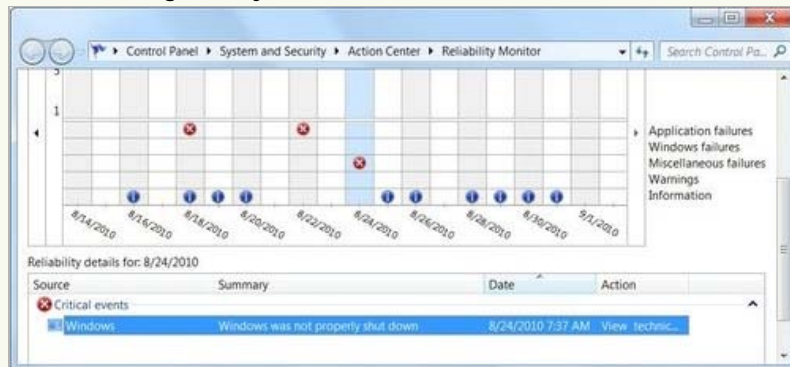 Control Panel ▸ System and Security ▸ Action Center ▸ Reliability Monitor
Search Control Pa...
1
Application failures
Windows failures
Miscellaneous failures
Warnings
Information
8/14/2010 8/16/2010 8/18/2010 8/20/2010 8/22/2010 8/24/2010 8/26/2010 8/28/2010 8/30/2010 9/1/2010
Reliability details for: 8/24/2010
Source Summary Date Action
Critical events
Windows Windows was not properly shut down 8/24/2010 7:37 AM View technic...